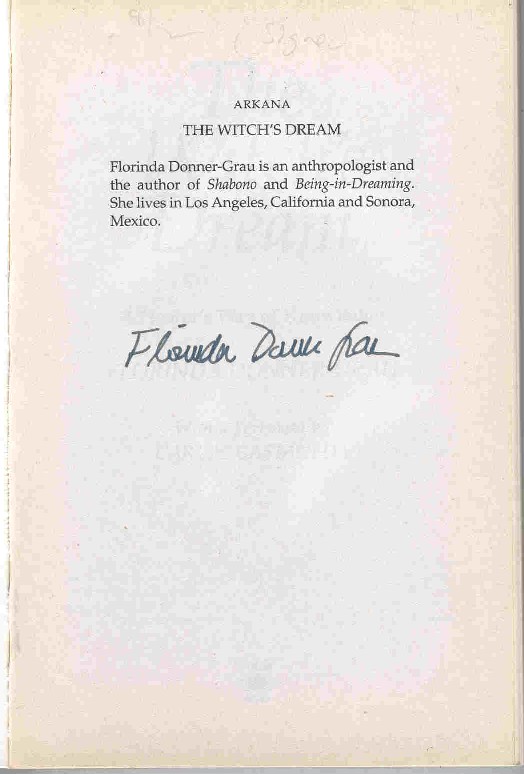 (Signed
ARKANA
THE WITCH'S DREAM
Florinda Donner-Grau is an anthropologist and
the author of Shabono and Being-in-Dreaming.
She lives in Los Angeles, California and Sonora,
Mexico.
Florinda Donner Grau